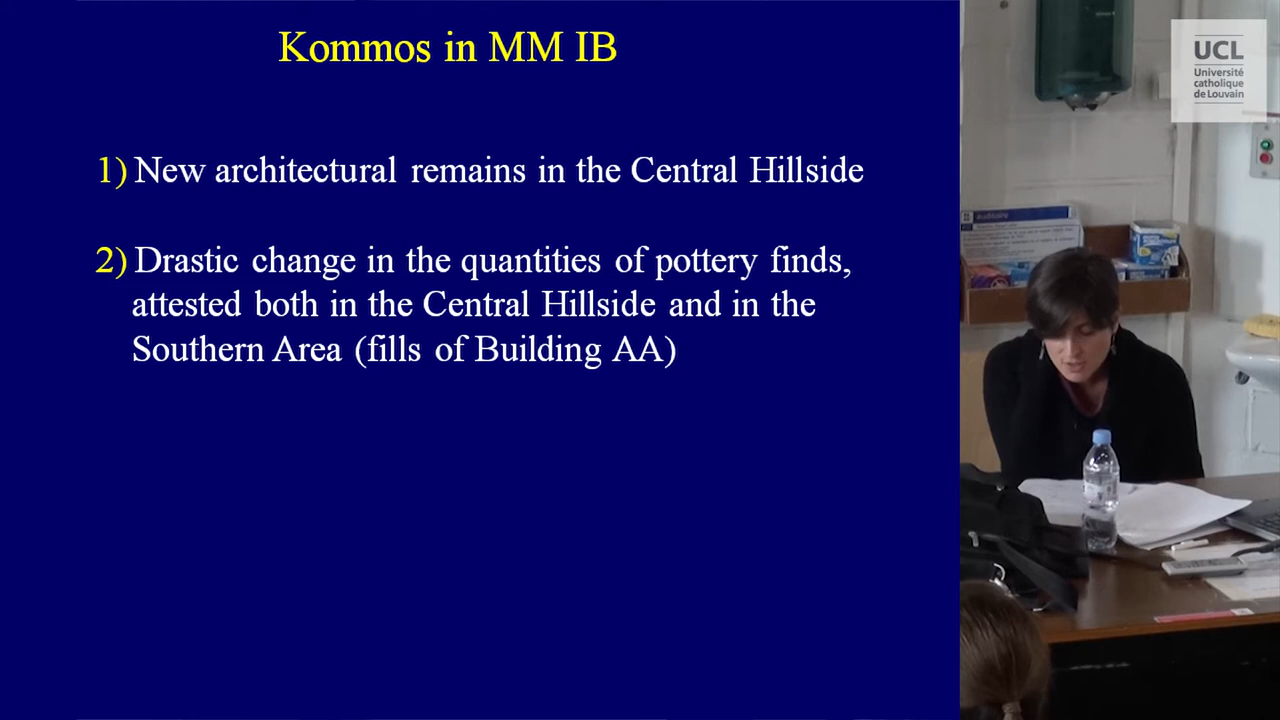 Kommos in MM IB
1) New architectural remains in the Central Hillside
2) Drastic change in the quantities of pottery finds,
attested both in the Central Hillside and in the
Southern Area (fills of Building AA)
UCL
Université
catholique
de Louvain